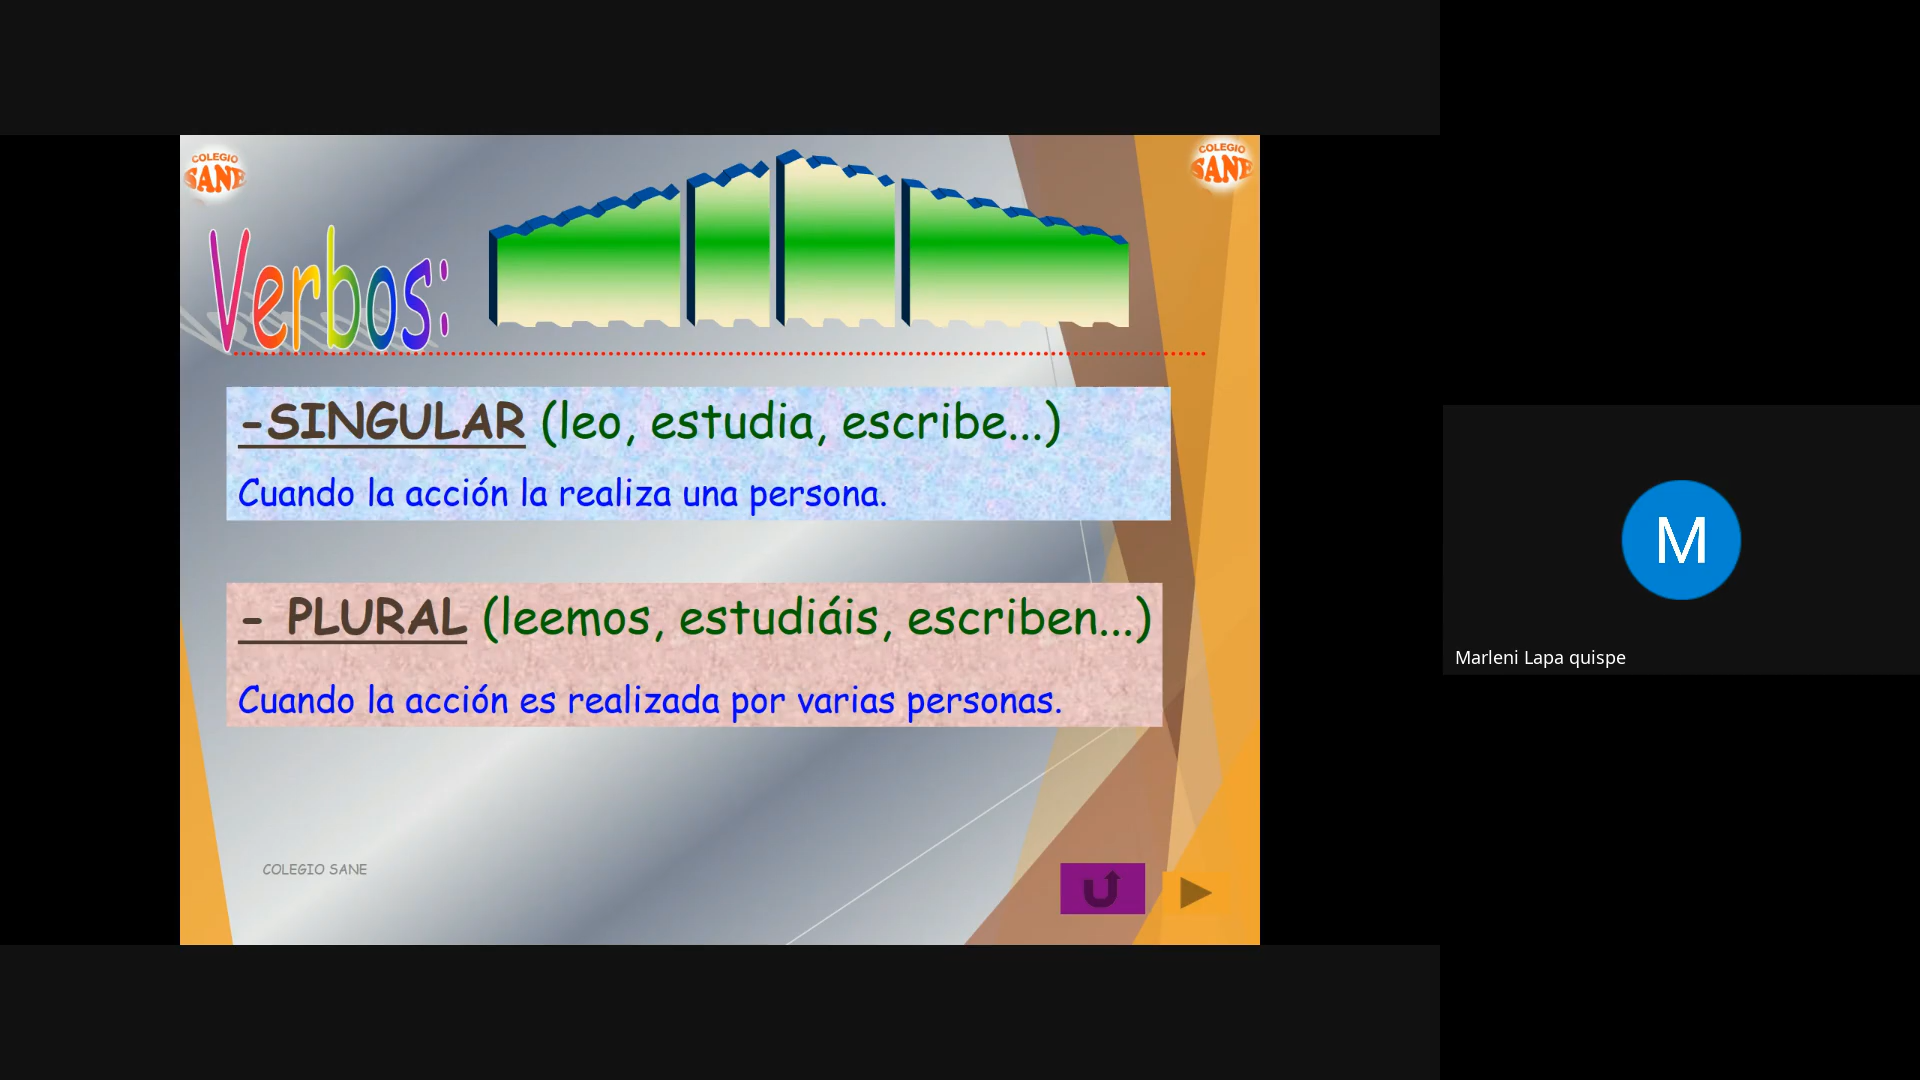 COLEGIO
SANE
COLEGIO
SANE
Verbos:
-SINGULAR (leo, estudia, escribe...)
Cuando la acción la realiza una persona.
- PLURAL (leemos, estudiáis, escriben...)
Cuando la acción es realizada por varias personas.
COLEGIO SANE
M
Marleni Lapa quispe